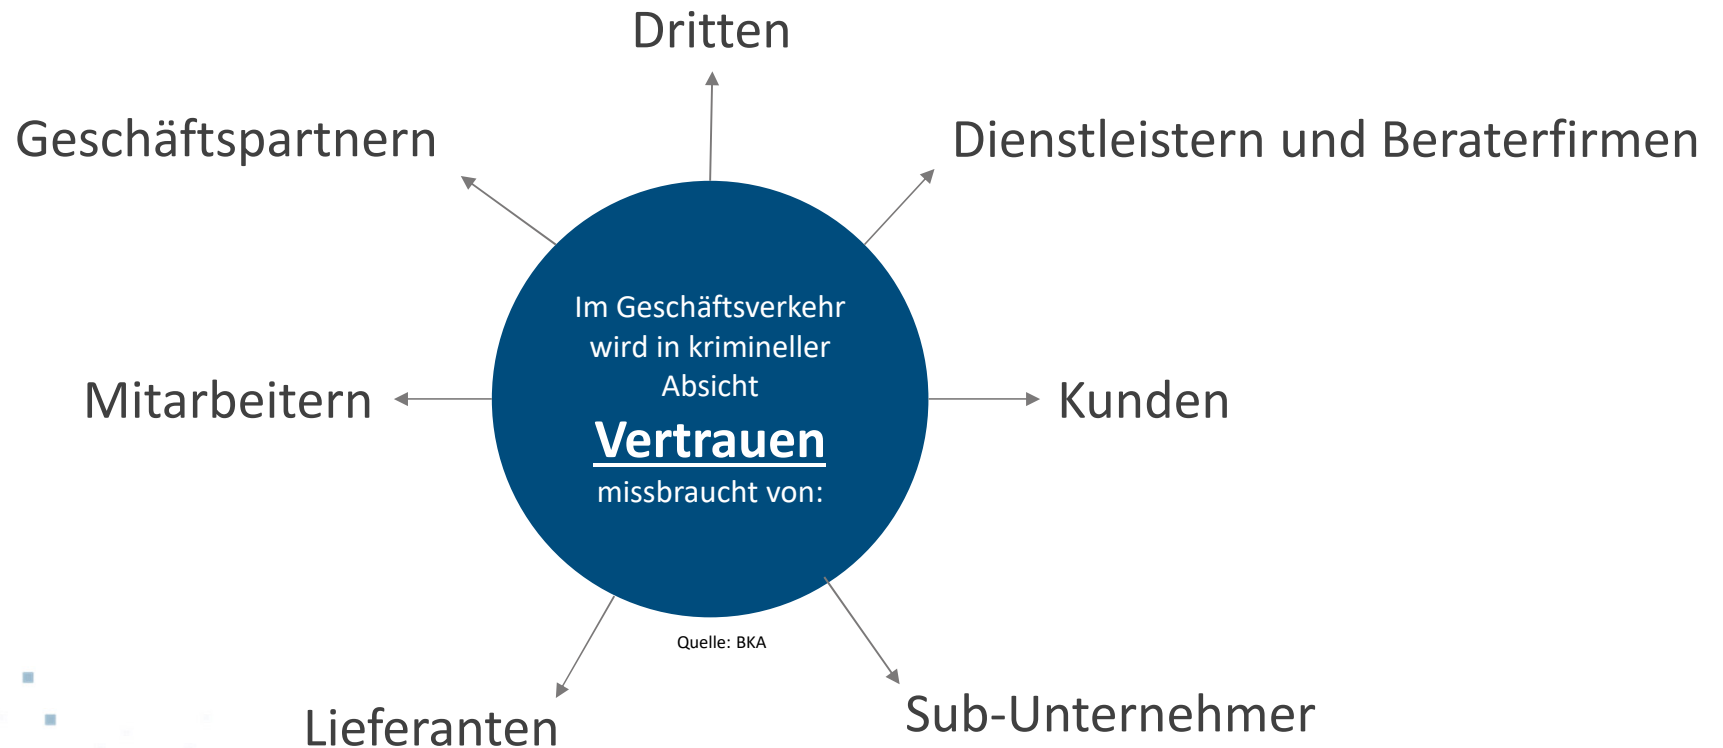 Dritten
Geschäftspartnern
Dienstleistern und Beraterfirmen
Im Geschäftsverkehr
wird in krimineller
Absicht
Vertrauen
missbraucht von:
Mitarbeitern
Kunden
Quelle: BKA
Lieferanten
Sub-Unternehmer